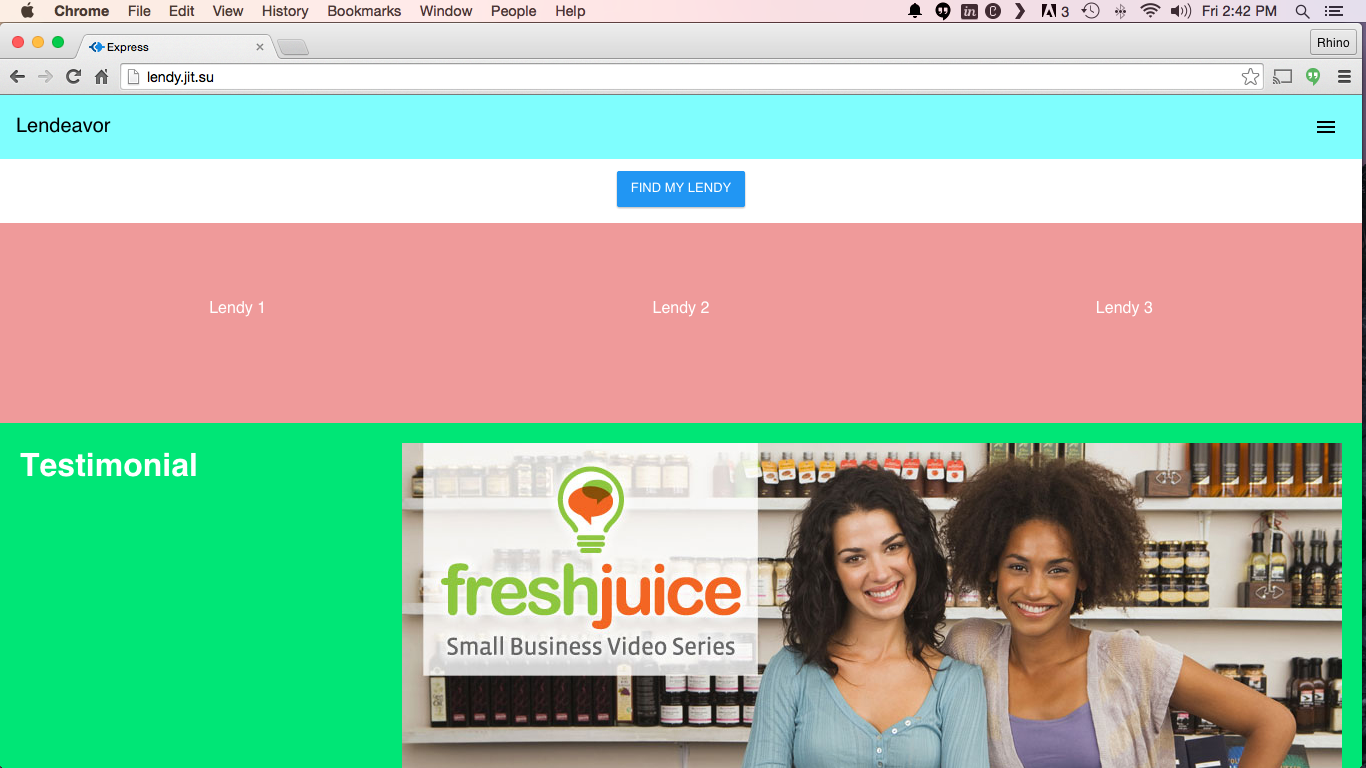 Chrome File Edit View History Bookmarks Window People Help 3 Fri 2:42 PM
Express Rhino
lendy.jit.su
Lendeavor
FIND MY LENDY
Lendy 1 Lendy 2 Lendy 3
Testimonial
freshjuice
Small Business Video Series